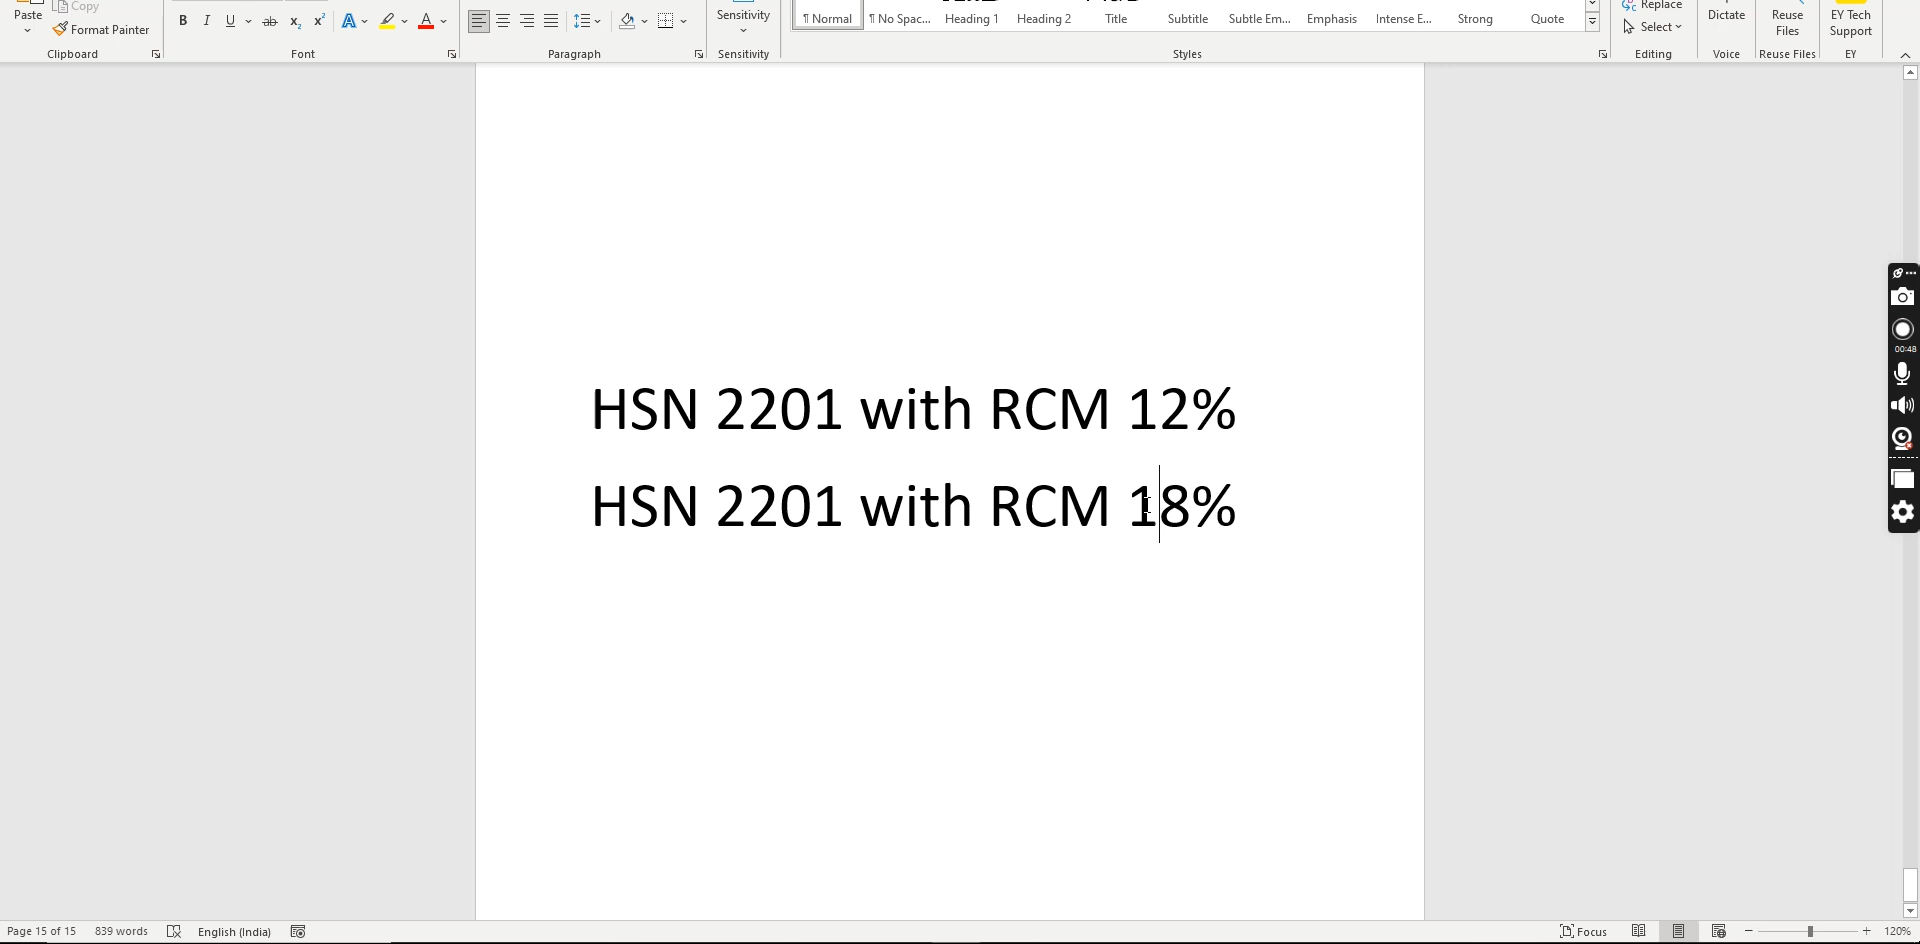 Paste
Copy
Format Painter
B I U ab x₂ x² A A
Sensitivity
Normal
No Spac...
Heading 1
Heading 2
Title
Subtitle
Subtle Em...
Emphasis
Intense E...
Strong
Quote
Replace
Select
Dictate
Reuse
Files
EY Tech
Support
Clipboard
Font
Paragraph
Sensitivity
Styles
Editing
Voice
Reuse Files
EY
00:48
HSN 2201 with RCM 12%
HSN 2201 with RCM 18%
Page 15 of 15
839 words
English (India)
Focus
120%